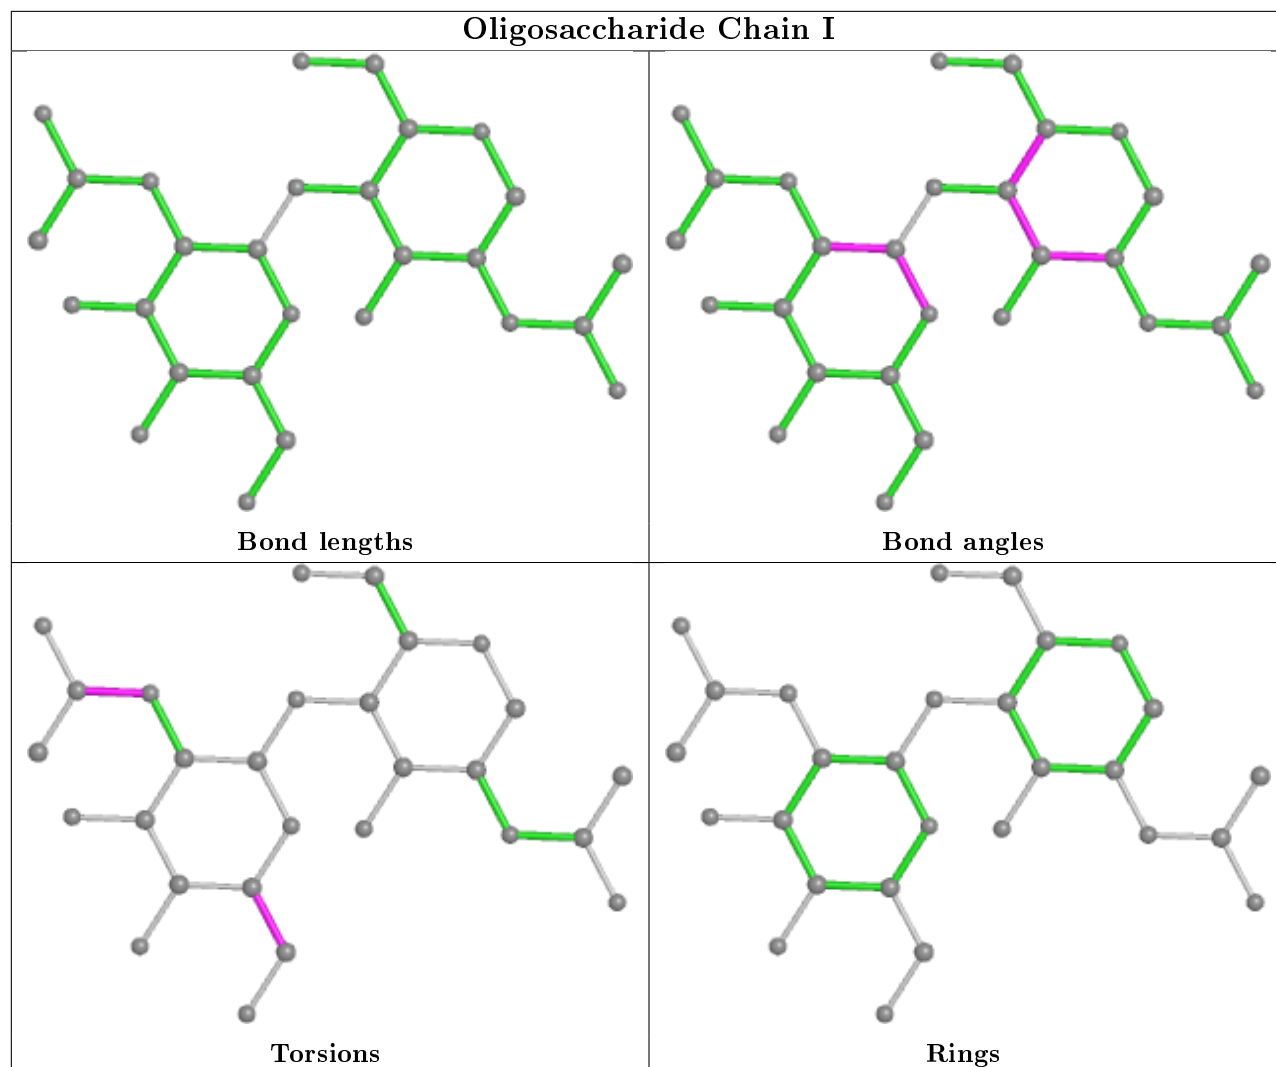 Oligosaccharide Chain I
Bond lengths
Bond angles
Torsions
Rings